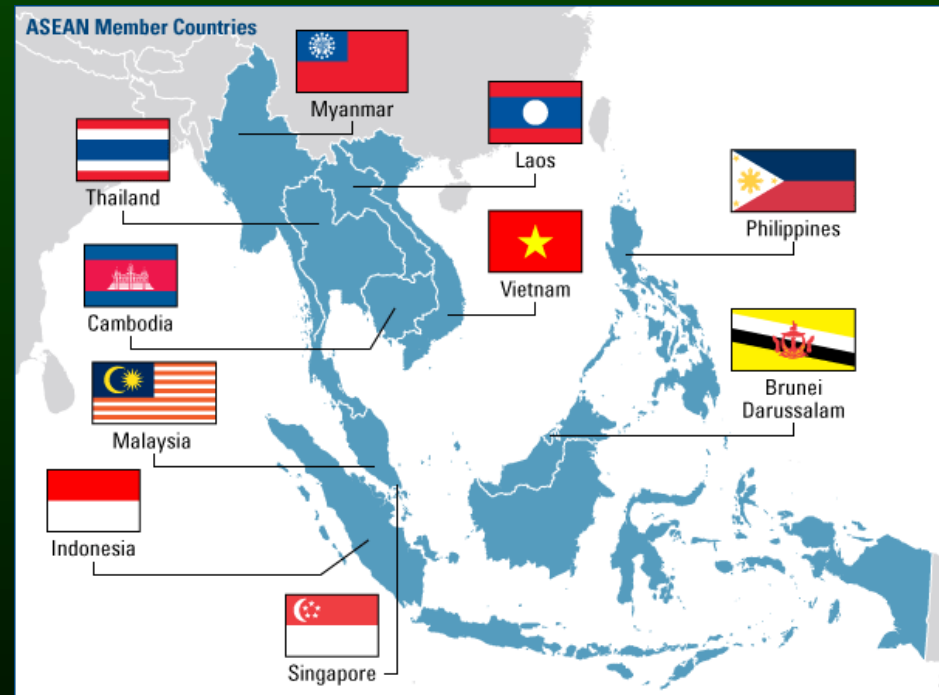 ASEAN Member Countries
Myanmar
Laos
Thailand
Philippines
Vietnam
Cambodia
Brunei
Darussalam
Malaysia
Indonesia
Singapore